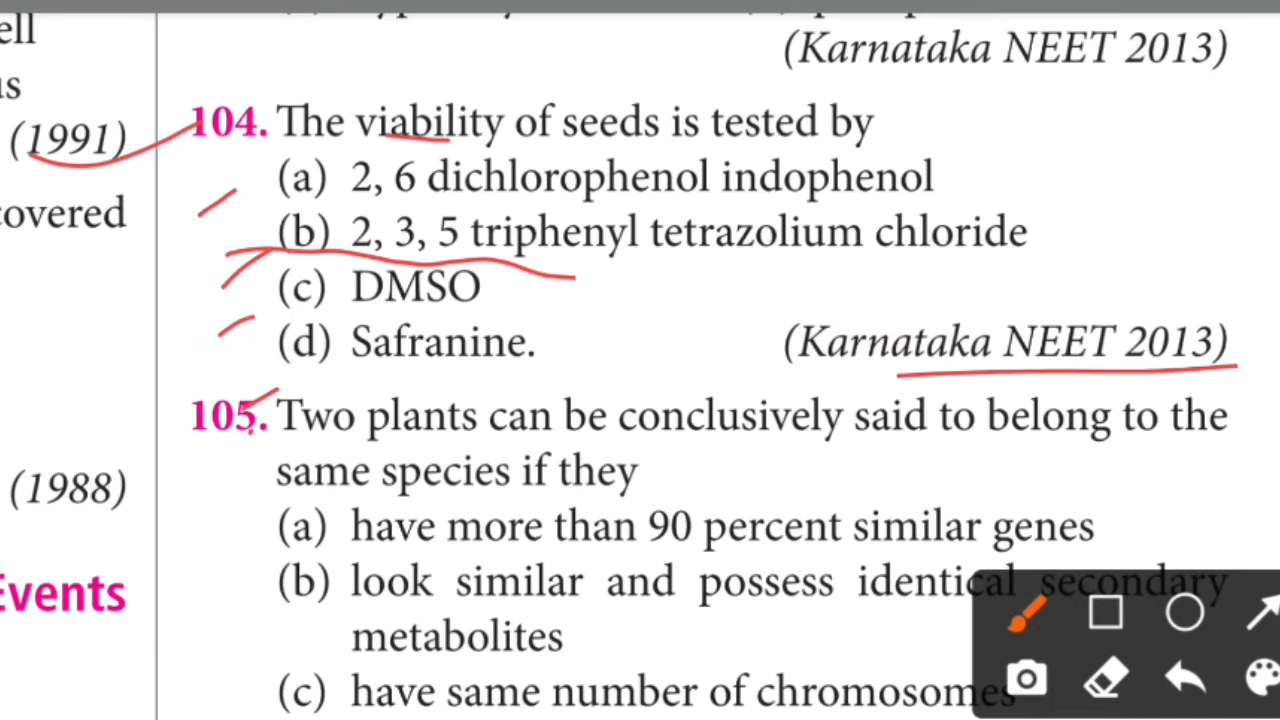 ell
us
(1991)
covered
(1988)
Events
(Karnataka NEET 2013)
104. The viability of seeds is tested by
(a) 2, 6 dichlorophenol indophenol
(b) 2, 3, 5 triphenyl tetrazolium chloride
(c) DMSO
(d) Safranine. (Karnataka NEET 2013)
105. Two plants can be conclusively said to belong to the
same species if they
(a) have more than 90 percent similar genes
(b) look similar and possess identical secondary
metabolites
(c) have same number of chromosomes